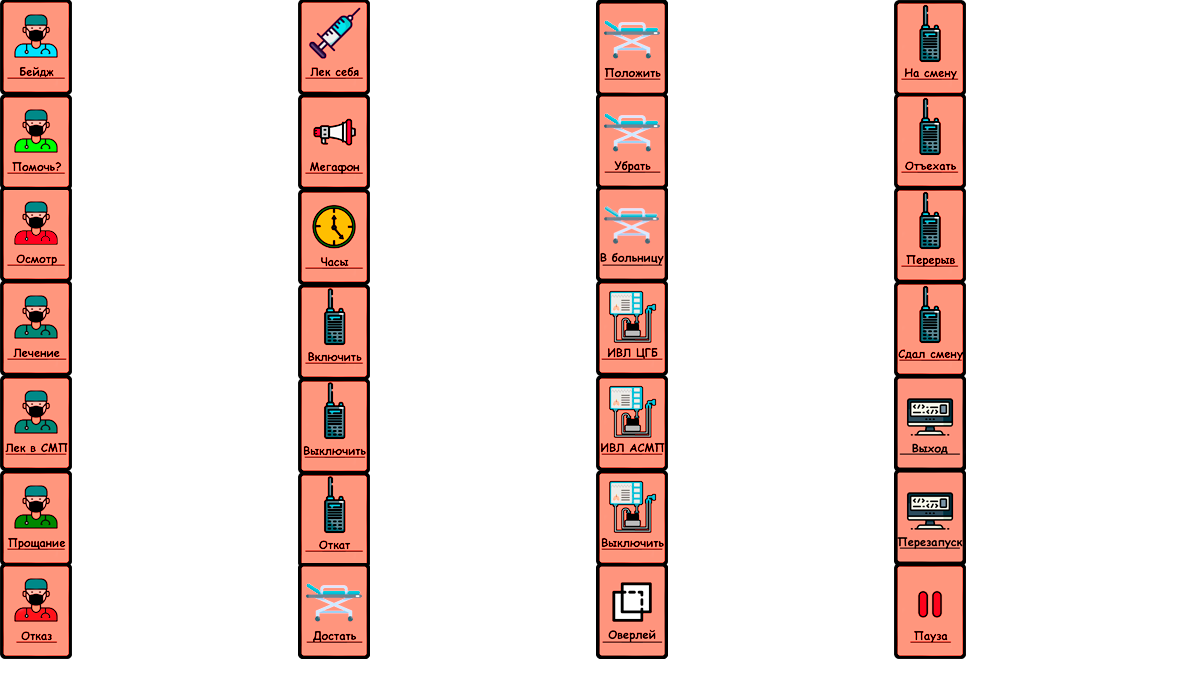 Бейдж
Помочь?
Осмотр
Лечение
Лек в СМП
Прощание
Отказ
Лек себя
Мегафон
Часы
Включить
Выключить
Откат
Достать
Положить
Убрать
В больницу
ИВЛ ЦГБ
ИВЛ АСМП
Выключить
Оверлей
На смену
Отъехать
Перерыв
Сдал смену
Выход
Перезапуск
Пауза